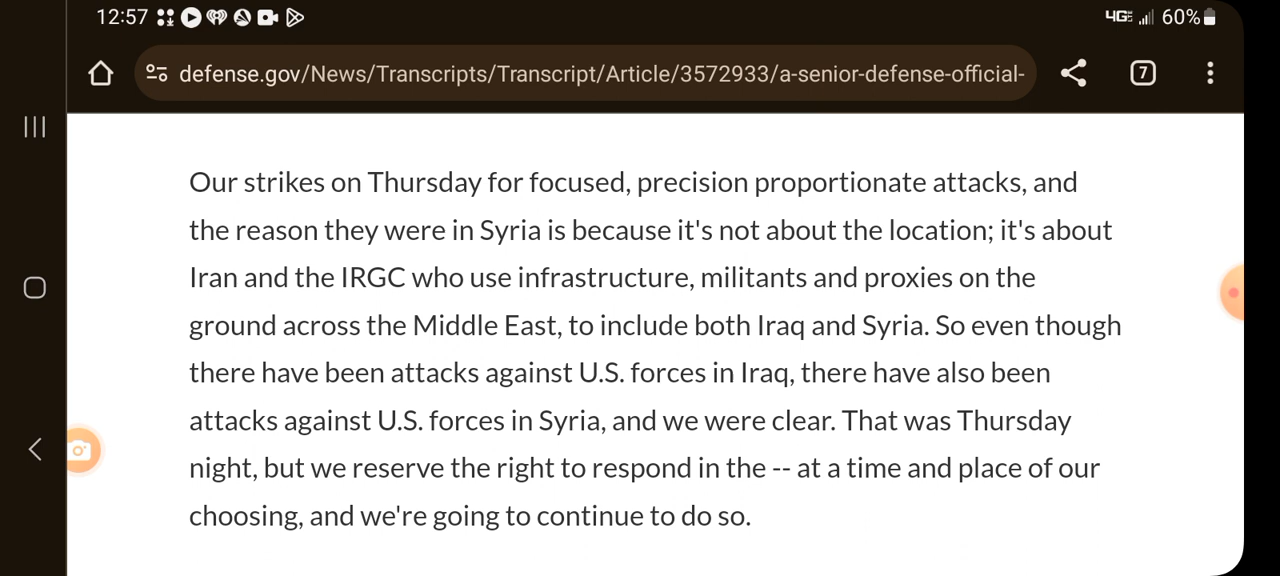 12:57
4GE 60%
defense.gov/News/Transcripts/Transcript/Article/3572933/a-senior-defense-official-
7
Our strikes on Thursday for focused, precision proportionate attacks, and
the reason they were in Syria is because it's not about the location; it's about
Iran and the IRGC who use infrastructure, militants and proxies on the
ground across the Middle East, to include both Iraq and Syria. So even though
there have been attacks against U.S. forces in Iraq, there have also been
attacks against U.S. forces in Syria, and we were clear. That was Thursday
night, but we reserve the right to respond in the -- at a time and place of our
choosing, and we're going to continue to do so.